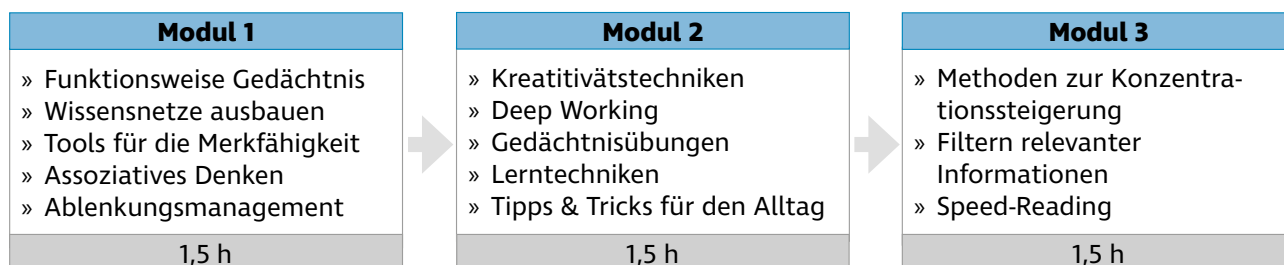 Modul 1
» Funktionsweise Gedächtnis
» Wissensnetze ausbauen
» Tools für die Merkfähigkeit
» Assoziatives Denken
» Ablenkungsmanagement
1,5 h
Modul 2
» Kreatitivätstechniken
» Deep Working
» Gedächtnisübungen
» Lerntechniken
» Tipps & Tricks für den Alltag
1,5 h
Modul 3
» Methoden zur Konzentra-
tionssteigerung
» Filtern relevanter
Informationen
» Speed-Reading
1,5 h